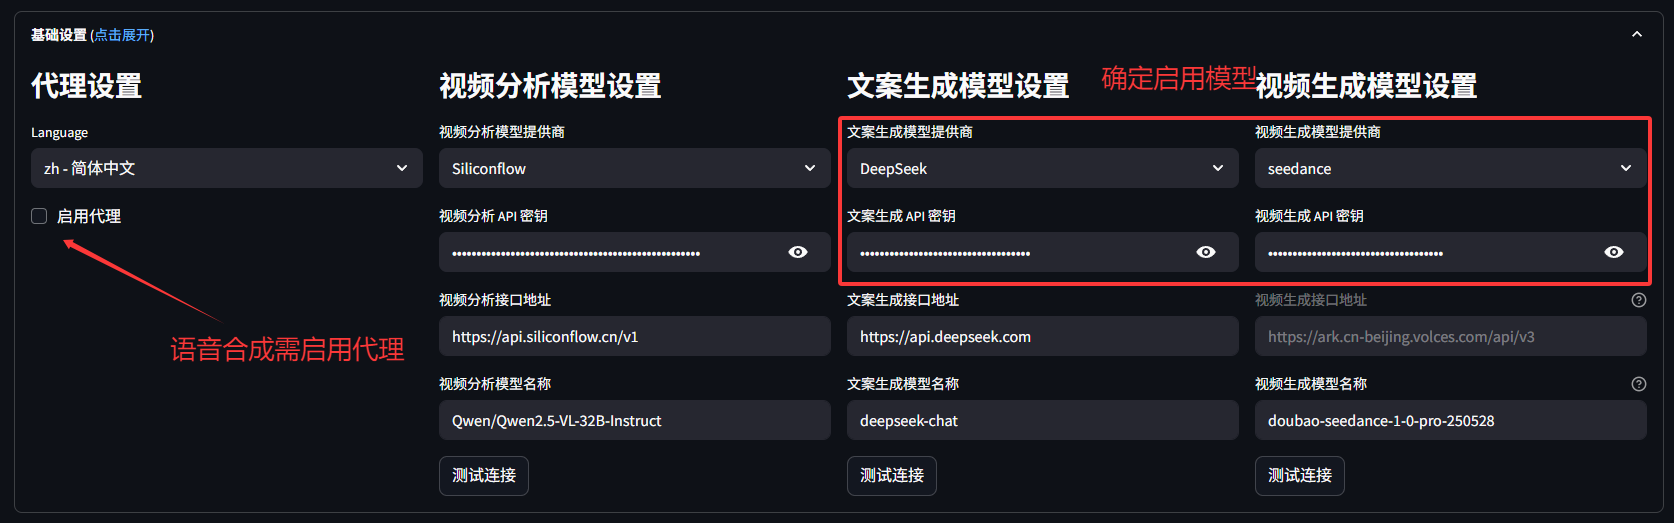 基础设置 (点击展开)
代理设置
Language
zh - 简体中文
启用代理
语音合成需启用代理
视频分析模型设置
视频分析模型提供商
Siliconflow
视频分析 API 密钥
视频分析接口地址
https://api.siliconflow.cn/v1
视频分析模型名称
Qwen/Qwen2.5-VL-32B-Instruct
测试连接
文案生成模型设置
确定启用模型
文案生成模型提供商
DeepSeek
文案生成 API 密钥
文案生成接口地址
https://api.deepseek.com
文案生成模型名称
deepseek-chat
测试连接
视频生成模型设置
视频生成模型提供商
seedance
视频生成 API 密钥
视频生成接口地址
https://ark.cn-beijing.volces.com/api/v3
视频生成模型名称
doubao-seedance-1-0-pro-250528
测试连接